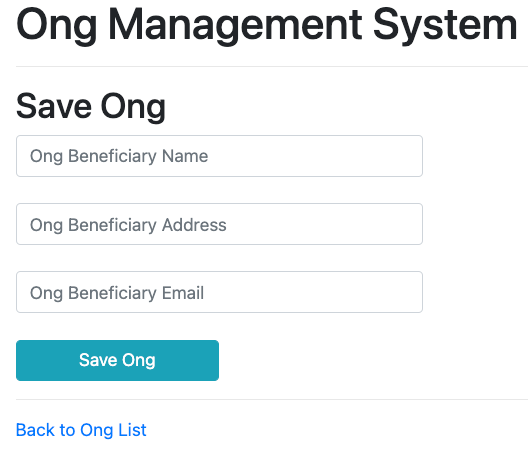 Ong Management System
Save Ong
Ong Beneficiary Name
Ong Beneficiary Address
Ong Beneficiary Email
Save Ong
Back to Ong List